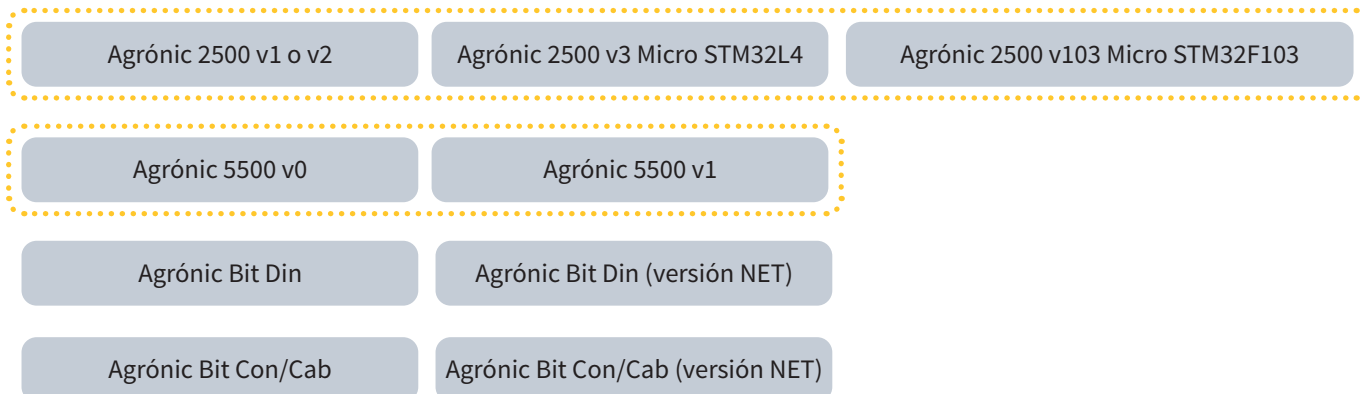 Agrónic 2500 v1 o v2
Agrónic 2500 v3 Micro STM32L4
Agrónic 2500 v103 Micro STM32F103
Agrónic 5500 v0
Agrónic 5500 v1
Agrónic Bit Din
Agrónic Bit Din (versión NET)
Agrónic Bit Con/Cab
Agrónic Bit Con/Cab (versión NET)